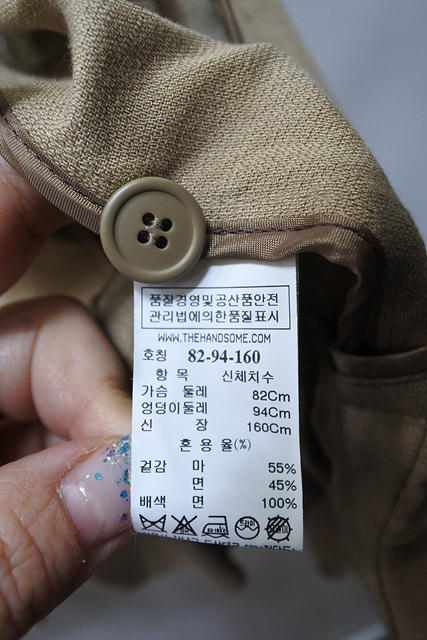 품질경영및공산품안전
관리법에의한품질표시
WWW.THEHANDSOME.COM
호칭 82-94-160
항 목 신체치수
가슴 둘레 82Cm
엉덩이둘레 94Cm
신 장 160Cm
혼 용 율(%)
겉감 마 55%
면 45%
배색 면 100%